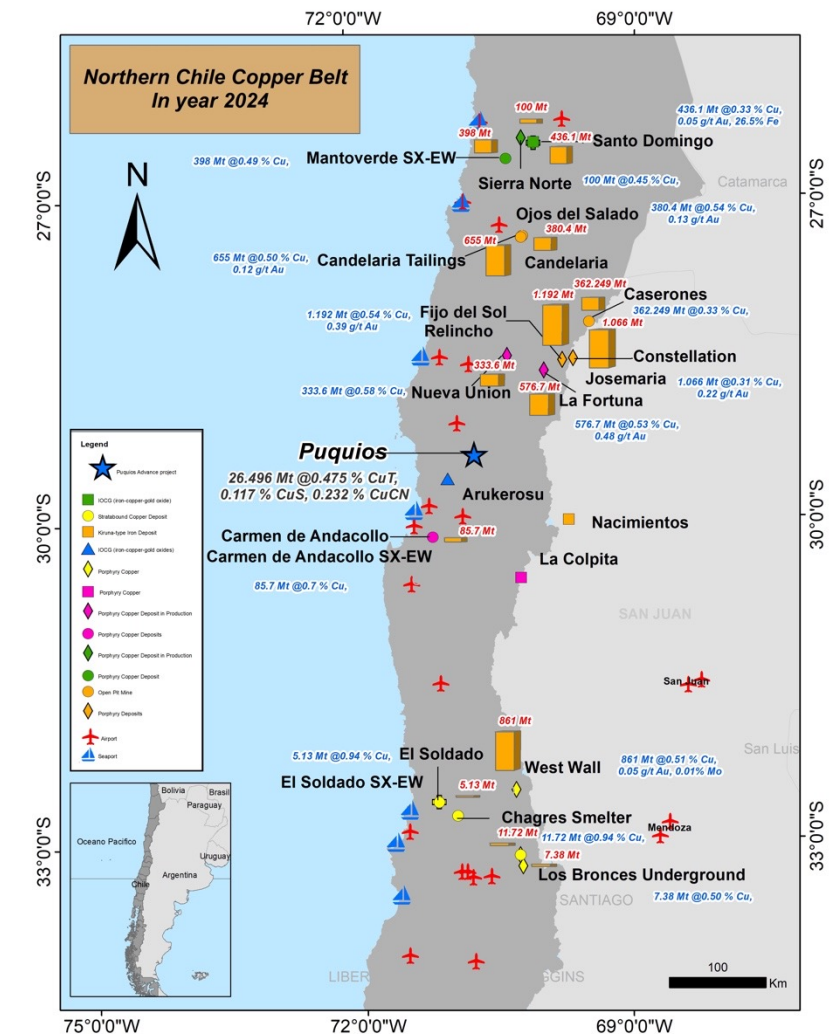 72°0'0"W
69°0'0"W
Northern Chile Copper Belt
In year 2024
100 Mt
436.1 Mt @0.33 % Cu,
0.05 g/t Au, 26.5% Fe
398 Mt
436.1 Mt
Santo Domingo
398 Mt @0.49 % Cu,
Mantoverde SX-EW
Sierra Norte
100 Mt @0.45 % Cu,
Catamarca
N
27°0'0"S
27°0'0"S
380.4 Mt @0.54 % Cu,
0.13 g/t Au
Ojos del Salado
380.4 Mt
655 Mt
655 Mt @0.50 % Cu,
0.12 g/t Au
Candelaria Tailings
Candelaria
362.249 Mt
1.192 Mt
Caserones
362.249 Mt @0.33 % Cu,
1.192 Mt @0.54 % Cu,
0.39 g/t Au
Fijo del Sol
Relincho
1.066 Mt
Constellation
333.6 Mt
Josemaria
1.066 Mt @0.31 % Cu,
0.22 g/t Au
333.6 Mt @0.58 % Cu,
Nueva Union
576.7 Mt
La Fortuna
576.7 Mt @0.53 % Cu,
0.48 g/t Au
Puquios
26.496 Mt @0.475 % CuT,
0.117 % CuS, 0.232 % CuCN
Arukerosu
30°0'0"S
30°0'0"S
Nacimientos
Carmen de Andacollo
85.7 Mt
Carmen de Andacollo SX-EW
La Colpita
85.7 Mt @0.7 % Cu,
SAN JUAN
San Juan
Legend
Puquios Advance project
IOCG (iron-copper-gold oxide)
Stratabound Copper Deposit
Kiruna-type Iron Deposit
IOCG (iron-copper-gold oxides)
Porphyry Copper
Porphyry Copper
Porphyry Copper Deposit in Production
Porphyry Copper Deposits
Porphyry Copper Deposit in Production
Porphyry Copper Deposit
Open Pit Mine
Porphyry Deposits
Airport
Seaport
861 Mt
San Luis
5.13 Mt @0.94 % Cu,
El Soldado
West Wall
861 Mt @0.51 % Cu,
0.05 g/t Au, 0.01% Mo
El Soldado SX-EW
5.13 Mt
Chagres Smelter
Mendoza
11.72 Mt
11.72 Mt @0.94 % Cu,
33°0'0"S
33°0'0"S
7.38 Mt
Los Bronces Underground
SANTIAGO
7.38 Mt @0.50 % Cu,
Bolivia
Brasil
Paraguay
Oceano Pacifico
Uruguay
Argentina
Chile
LIBER
GGINS
100
Km
75°0'0"W
72°0'0"W
69°0'0"W